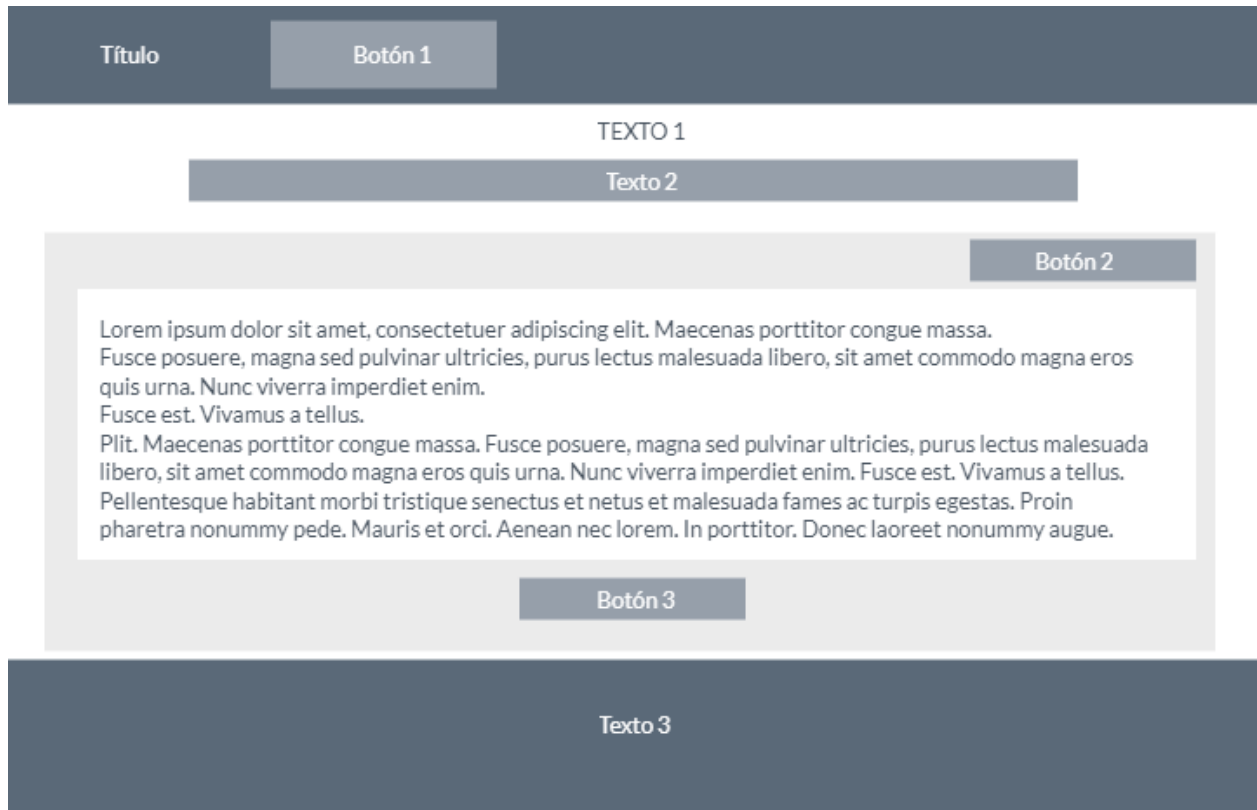 Título
Botón 1
TEXTO 1
Texto 2
Botón 2
Lorem ipsum dolor sit amet, consectetuer adipiscing elit. Maecenas porttitor congue massa.
Fusce posuere, magna sed pulvinar ultricies, purus lectus malesuada libero, sit amet commodo magna eros
quis urna. Nunc viverra imperdiet enim.
Fusce est. Vivamus a tellus.
Plit. Maecenas porttitor congue massa. Fusce posuere, magna sed pulvinar ultricies, purus lectus malesuada
libero, sit amet commodo magna eros quis urna. Nunc viverra imperdiet enim. Fusce est. Vivamus a tellus.
Pellentesque habitant morbi tristique senectus et netus et malesuada fames ac turpis egestas. Proin
pharetra nonummy pede. Mauris et orci. Aenean nec lorem. In porttitor. Donec laoreet nonummy augue.
Botón 3
Texto 3